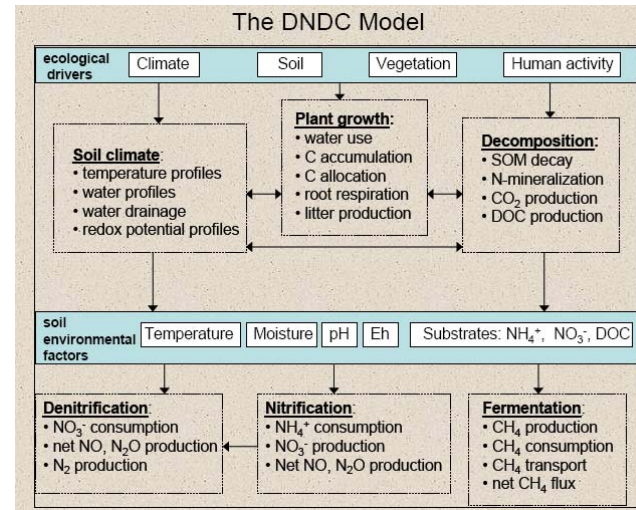 The DNDC Model
ecological drivers
Climate
Soil
Vegetation
Human activity
Soil climate:
• temperature profiles
• water profiles
• water drainage
• redox potential profiles
Plant growth:
• water use
• C accumulation
• C allocation
• root respiration
• litter production
Decomposition:
• SOM decay
• N-mineralization
• CO₂ production
• DOC production
soil
environmental
factors
Temperature
Moisture
pH
Eh
Substrates: NH₄⁺, NO₃⁻, DOC
Denitrification:
• NO₃⁻ consumption
• net NO, N₂O production
• N₂ production
Nitrification:
• NH₄⁺ consumption
• NO₃⁻ production
• Net NO, N₂O production
Fermentation:
• CH₄ production
• CH₄ consumption
• CH₄ transport
• net CH₄ flux